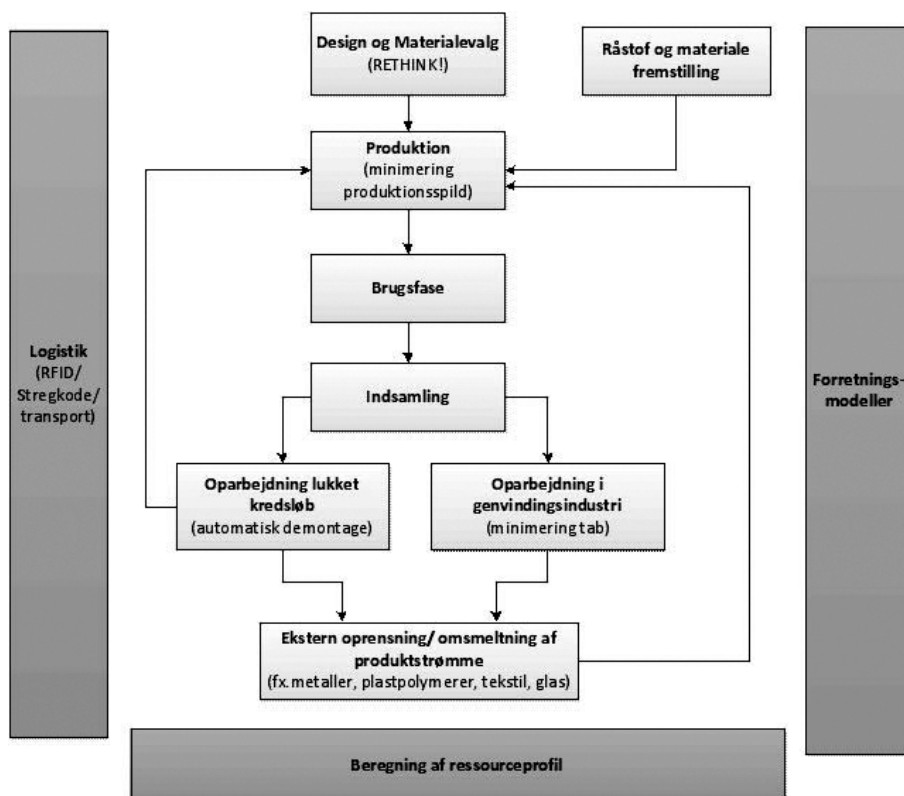 Design og Materialevalg
(RETHINK!)
Råstof og materiale
fremstilling
Produktion
(minimering
produktionsspild)
Brugsfase
Logistik
(RFID/
Stregkode/
transport)
Forretnings-
modeller
Indsamling
Oparbejdning lukket
kredsløb
(automatisk demontage)
Oparbejdning i
genvindingsindustri
(minimering tab)
Ekstern oprensning/ omsmeltning af
produktstrømme
(fx. metaller, plastpolymerer, tekstil, glas)
Beregning af ressourceprofil